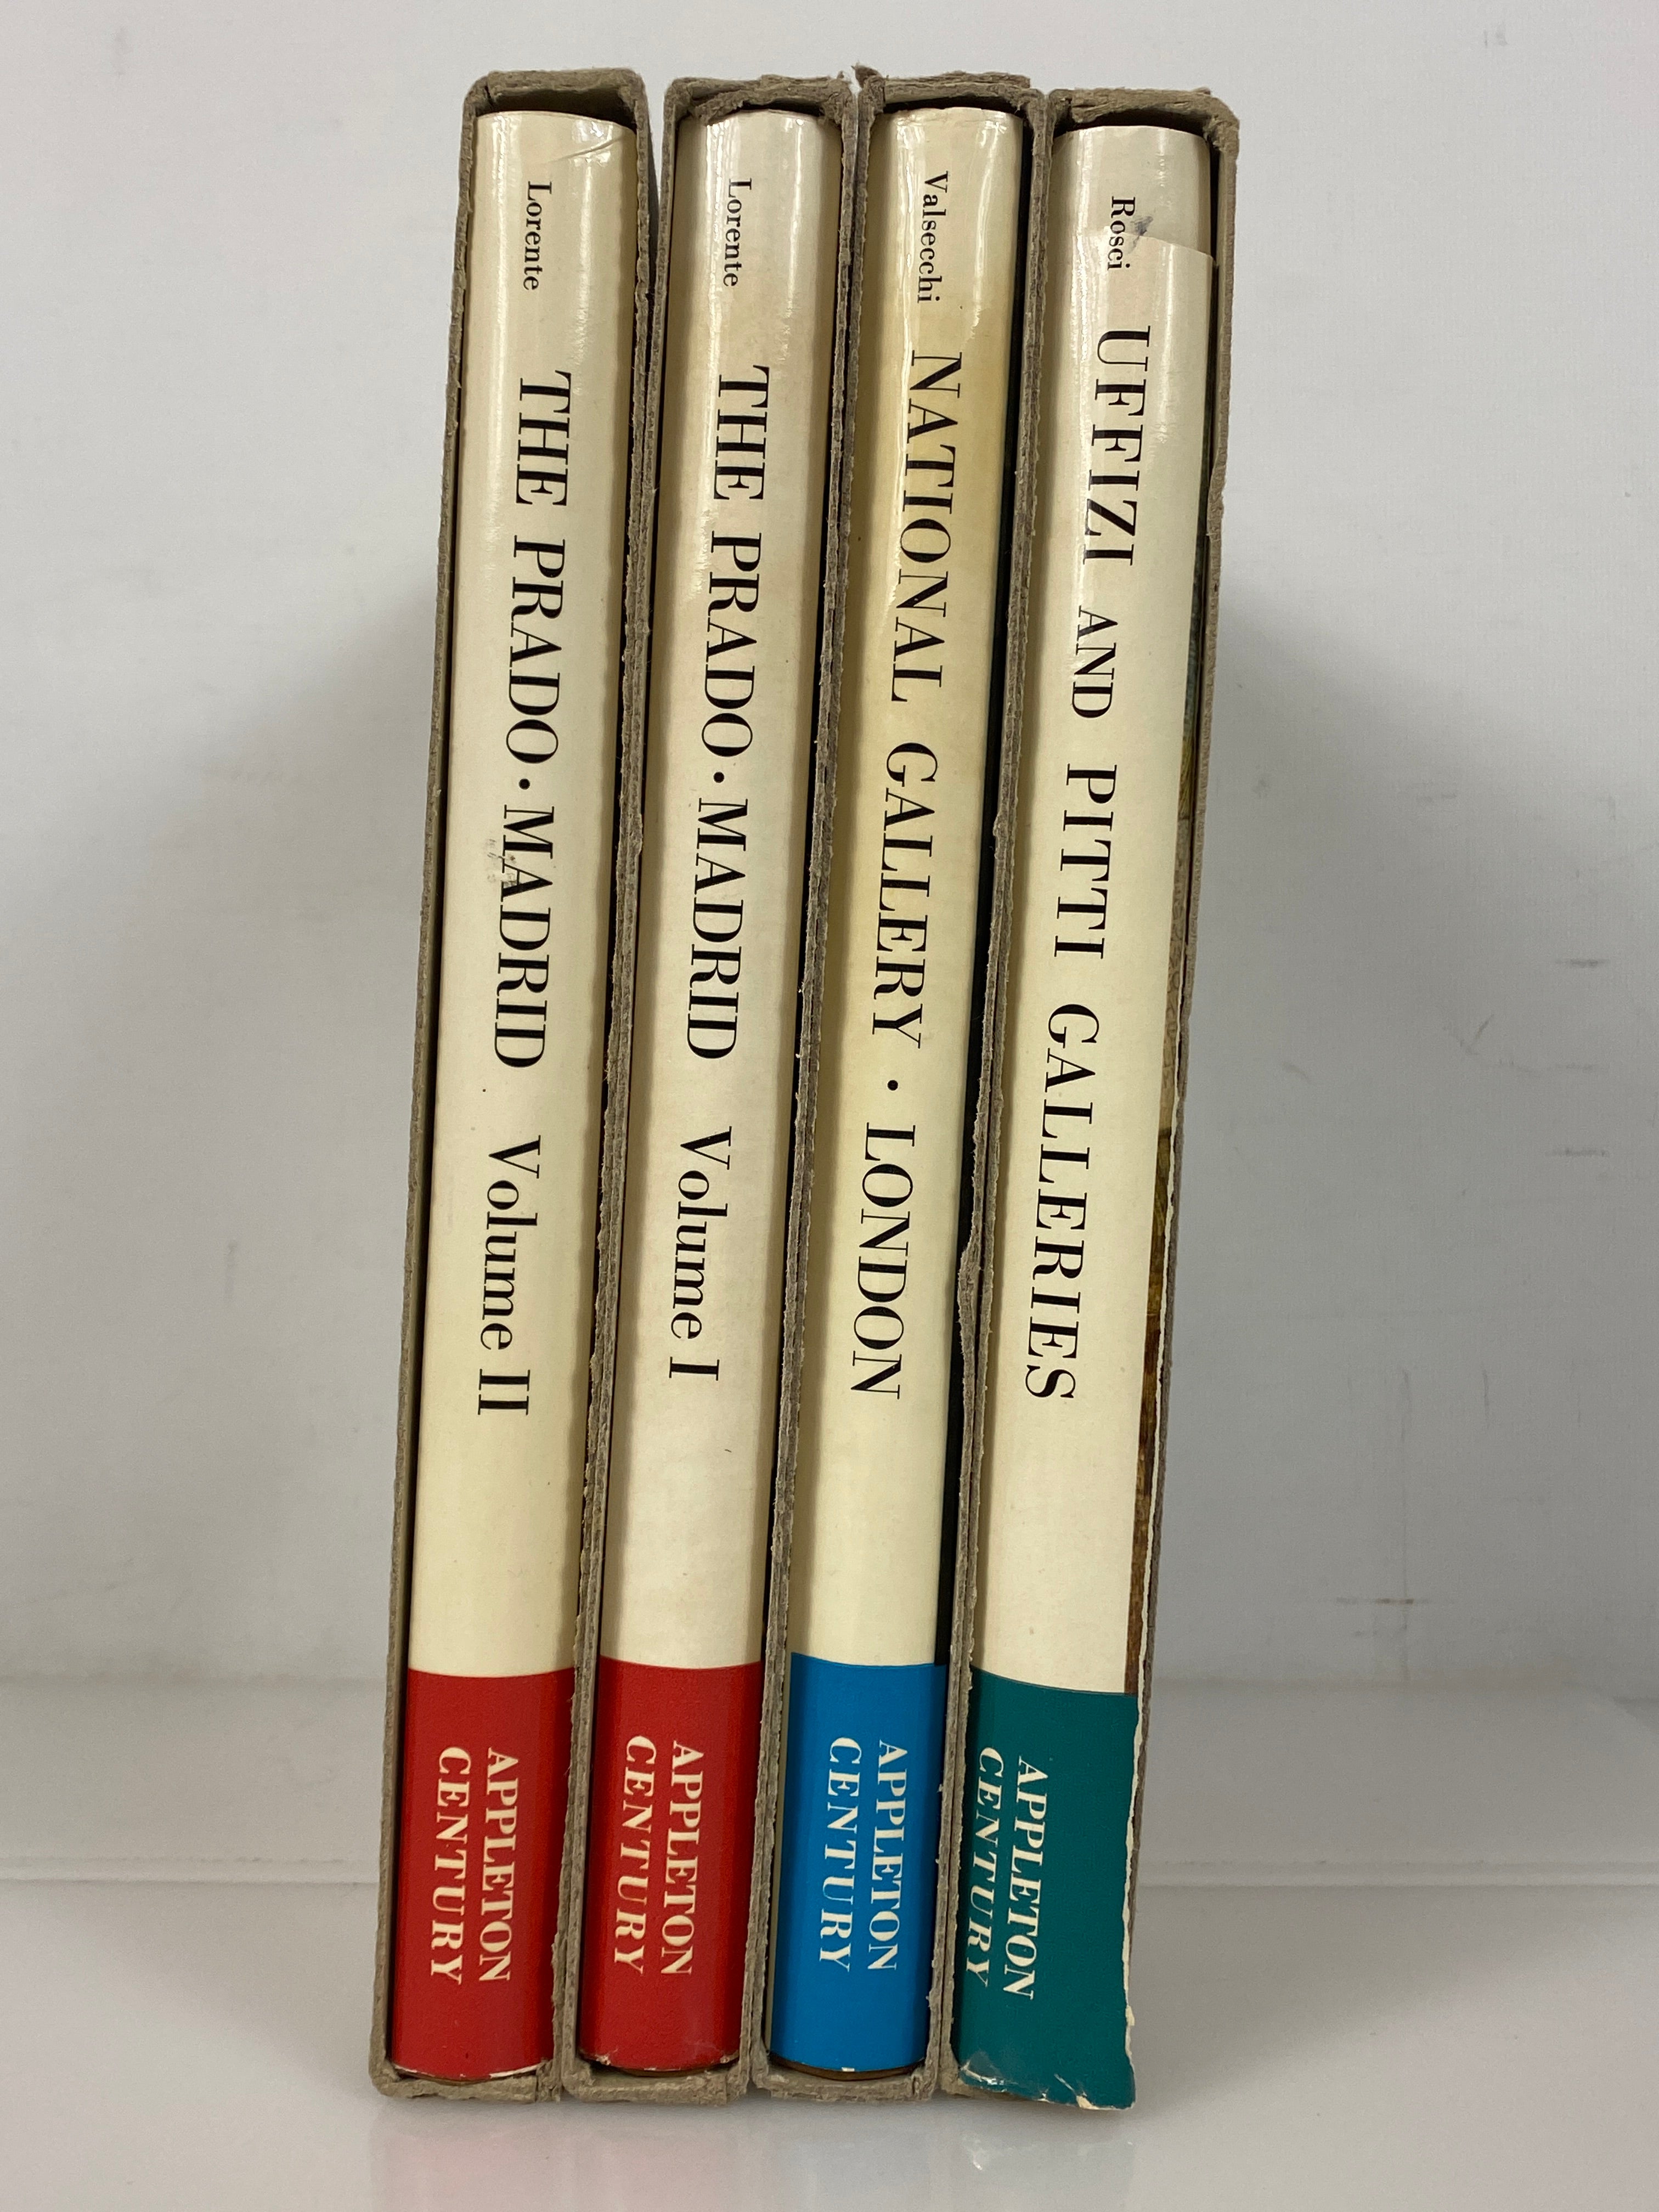 Lorente
THE PRADO · MADRID Volume II
APPLETON
CENTURY
Lorente
THE PRADO · MADRID Volume I
APPLETON
CENTURY
Valsecchi
NATIONAL GALLERY · LONDON
APPLETON
CENTURY
Rosci
UFFIZI AND PITTI GALLERIES
APPLETON
CENTURY